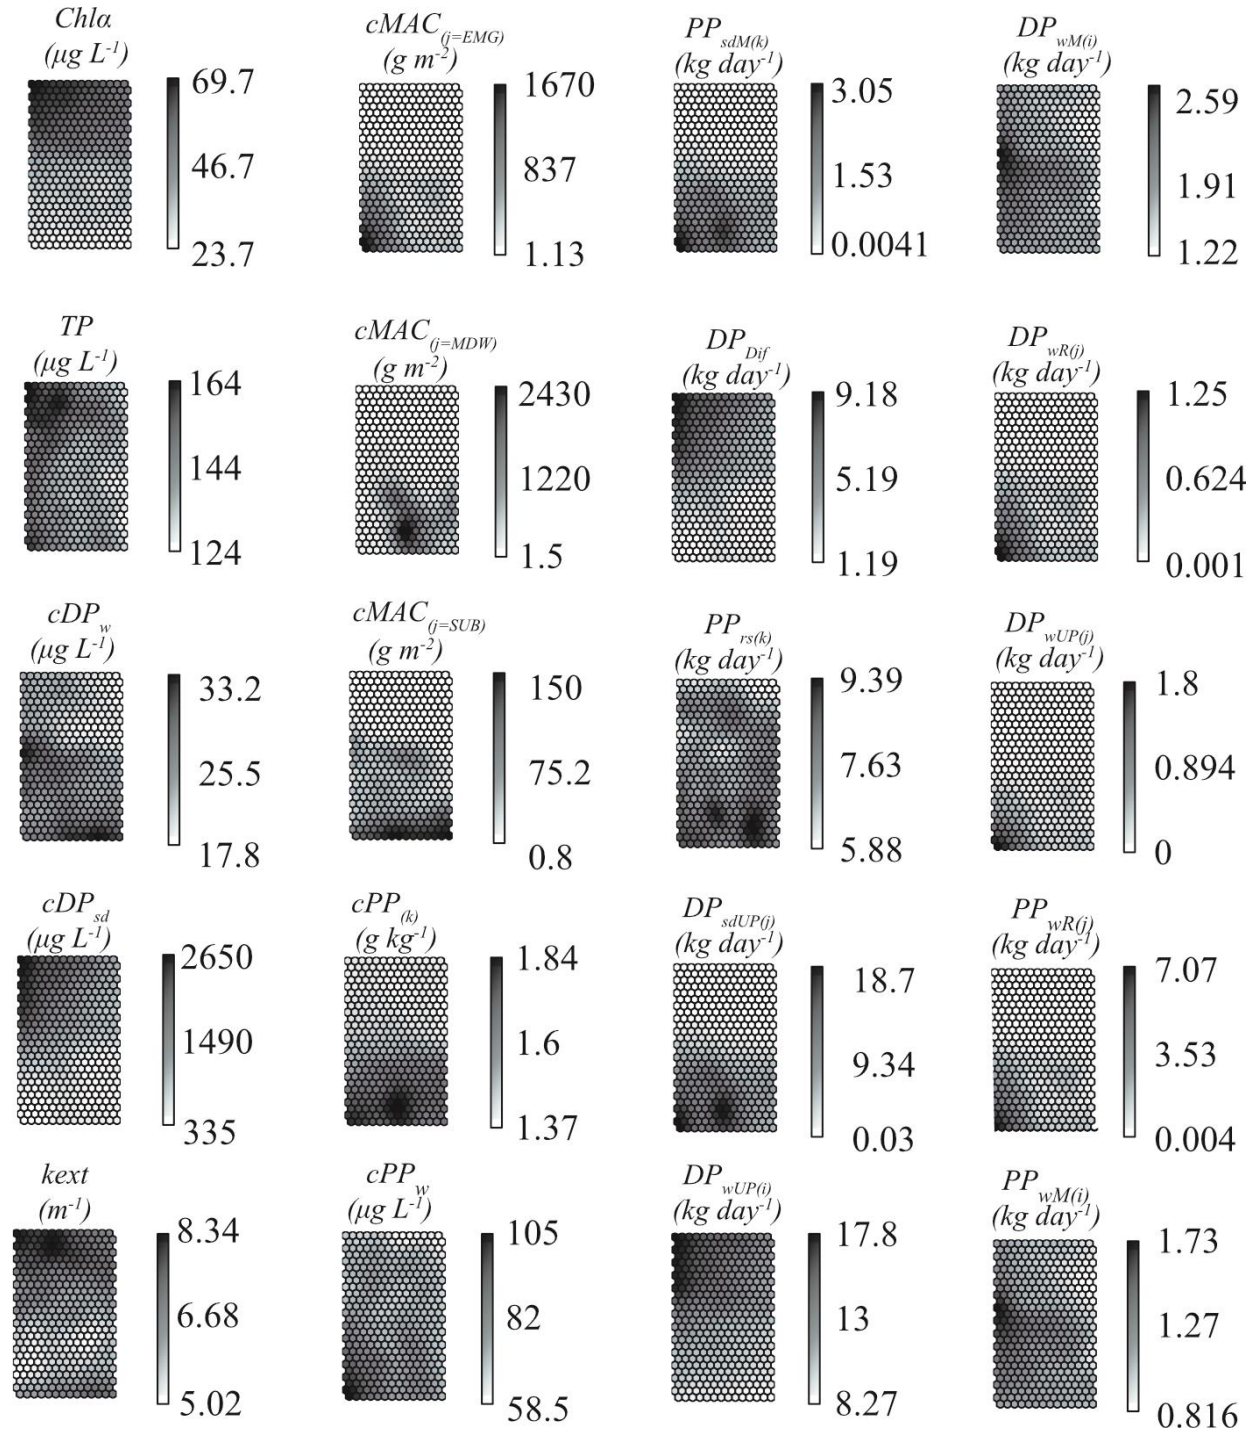 Chlα
(µg L-1)
69.7
46.7
23.7
cMAC(j=EMG)
(g m-2)
1670
837
1.13
PPsdM(k)
(kg day-1)
3.05
1.53
0.0041
DPwM(i)
(kg day-1)
2.59
1.91
1.22
TP
(µg L-1)
164
144
124
cMAC(j=MDW)
(g m-2)
2430
1220
1.5
DPDif
(kg day-1)
9.18
5.19
1.19
DPwR(j)
(kg day-1)
1.25
0.624
0.001
cDPw
(µg L-1)
33.2
25.5
17.8
cMAC(j=SUB)
(g m-2)
150
75.2
0.8
PPrs(k)
(kg day-1)
9.39
7.63
5.88
DPwUP(j)
(kg day-1)
1.8
0.894
0
cDPsd
(µg L-1)
2650
1490
335
cPP(k)
(g kg-1)
1.84
1.6
1.37
DPsdUP(j)
(kg day-1)
18.7
9.34
0.03
PPwR(j)
(kg day-1)
7.07
3.53
0.004
kext
(m-1)
8.34
6.68
5.02
cPPw
(µg L-1)
105
82
58.5
DPwUP(i)
(kg day-1)
17.8
13
8.27
PPwM(i)
(kg day-1)
1.73
1.27
0.816